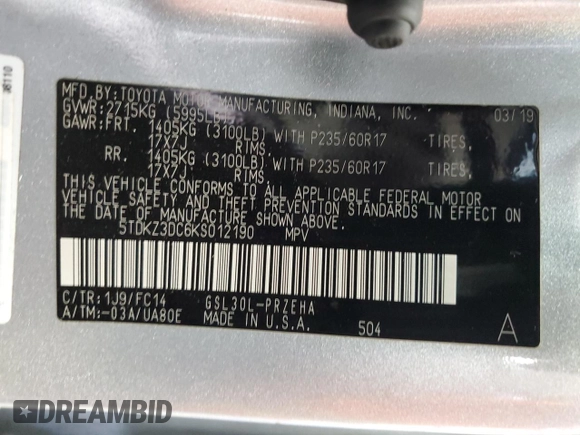 MFD.BY:TOYOTA MOTOR MANUFACTURING, INDIANA, INC. 03/19
GVWR:2715KG (5995LB)
GAWR:FRT. 1405KG (3100LB) WITH P235/60R17 TIRES,
17X7J RIMS,
RR. 1405KG (3100LB) WITH P235/60R17 TIRES,
17X7J RIMS,
THIS VEHICLE CONFORMS TO ALL APPLICABLE FEDERAL MOTOR
VEHICLE SAFETY AND THEFT PREVENTION STANDARDS IN EFFECT
ON THE DATE OF MANUFACTURE SHOWN ABOVE.
5TDKZ3DC6KS012190 MPV
C/TR:1J9/FC14 GSL30L-PRZEHA
A/TM:-03A/UA80E MADE IN U.S.A. 504 A
DREAMBID